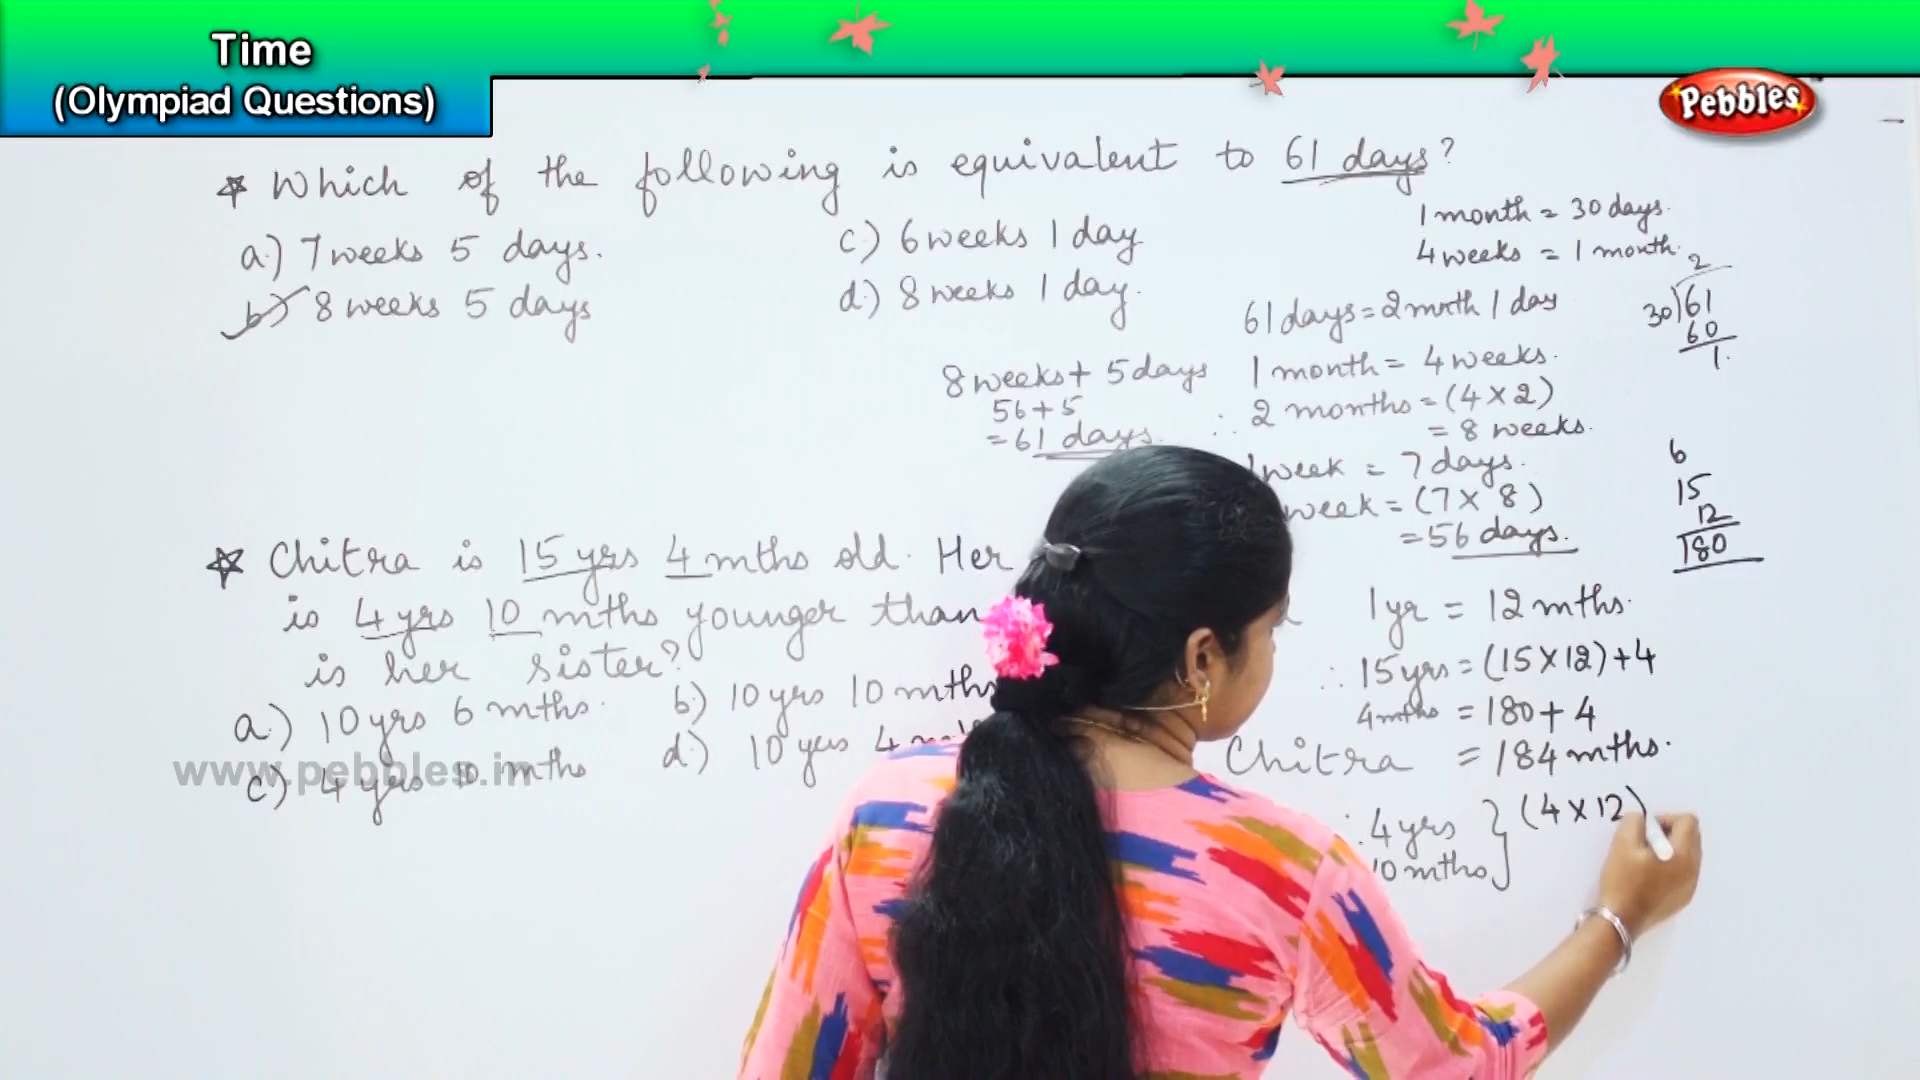 Time
(Olympiad Questions)
Pebbles
☆ Which of the following is equivalent to 61 days?
a.) 7 weeks 5 days.
b.) 8 weeks 5 days
c.) 6 weeks 1 day
d.) 8 weeks 1 day.
1 month = 30 days.
4 weeks = 1 month.
61 days = 2 mnth 1 day
2
30)61
60
1.
8 weeks + 5 days
56 + 5
= 61 days.
1 month = 4 weeks.
∴ 2 months = (4 × 2)
= 8 weeks.
week = 7 days.
week = (7 × 8)
= 56 days.
6
15
12
180
☆ Chitra is 15 yrs 4 mths old. Her
is 4 yrs 10 mths younger than
is her sister?
a.) 10 yrs 6 mths.
b.) 10 yrs 10 mths
c.) 4 yrs 10 mths
d.) 10 yrs 4
www.pebbles.in
1 yr = 12 mths.
∴ 15 yrs = (15 × 12) + 4
4 mths = 180 + 4
Chitra = 184 mths.
∴ 4 yrs
10 mths } (4 × 12)